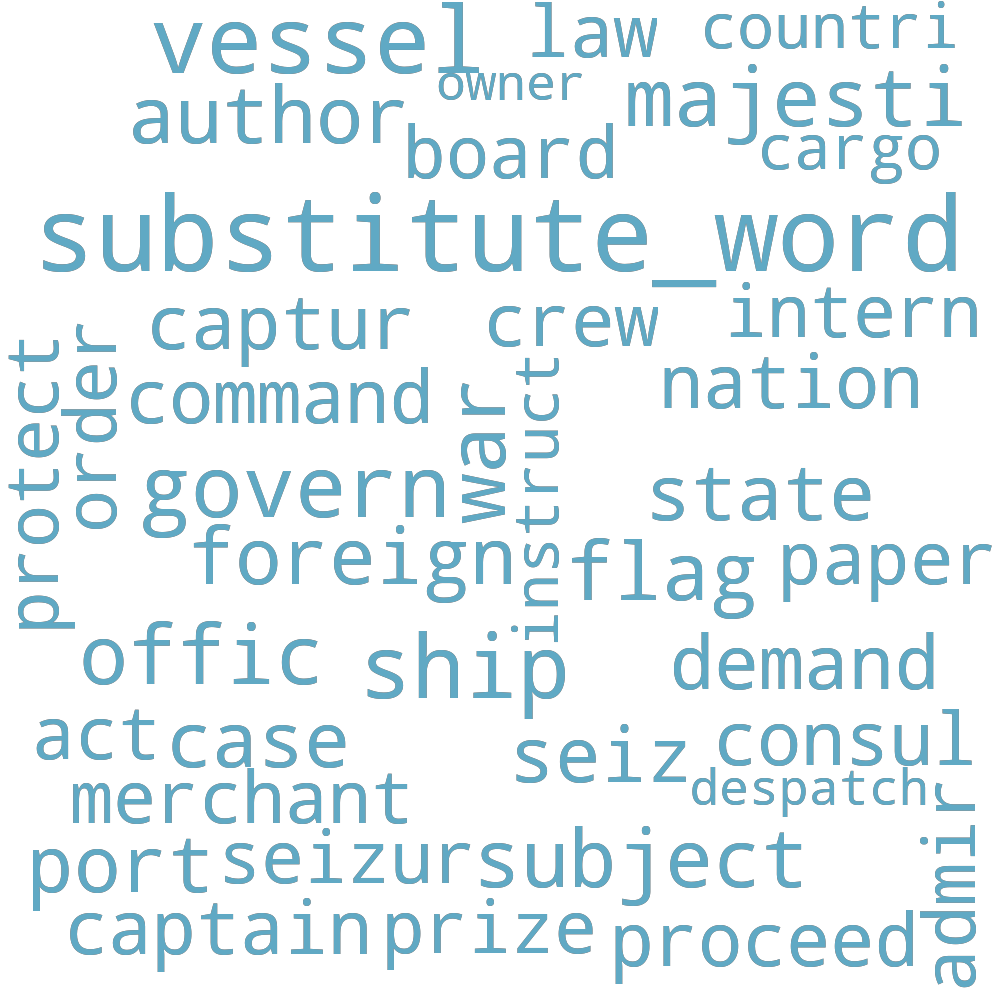 vessel law countri
owner
author majesti
board cargo
substitute_word
captur crew intern
protect order command war instruct nation
govern state
foreign flag paper
offic ship demand
act case seiz consul
merchant despatch
port seizur subject admir
captain prize proceed